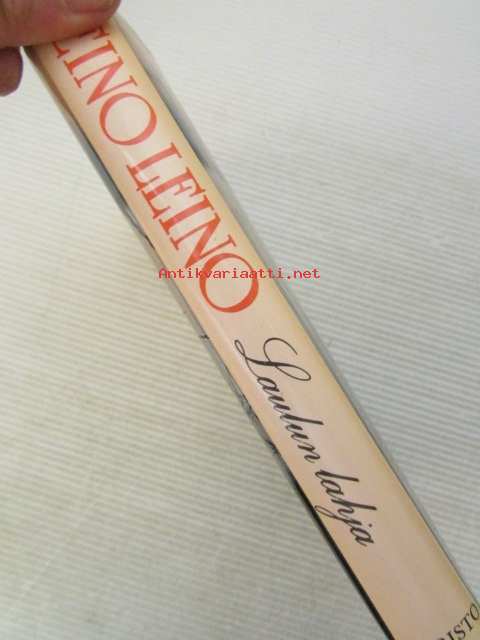 EINO LEINO
Antikvariaatti.net
Laulun lahja